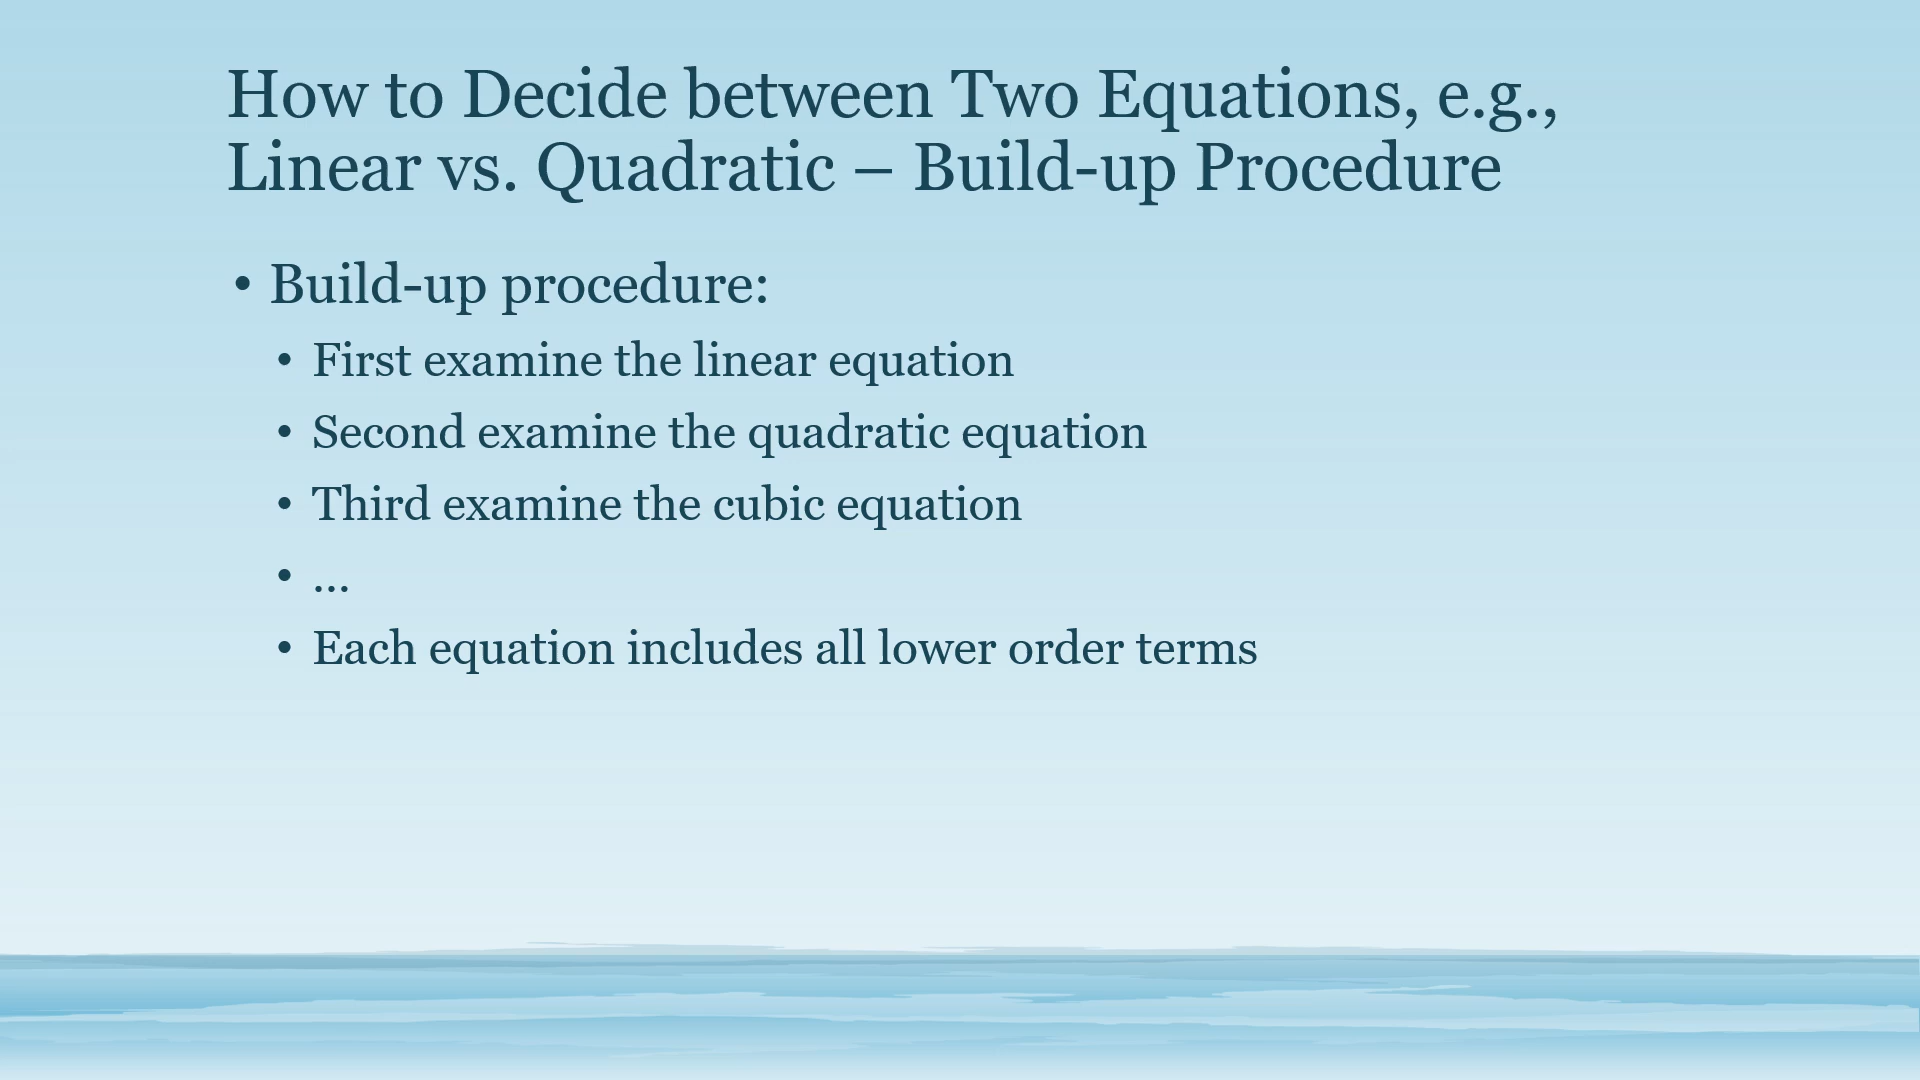 How to Decide between Two Equations, e.g.,
Linear vs. Quadratic – Build-up Procedure
• Build-up procedure:
• First examine the linear equation
• Second examine the quadratic equation
• Third examine the cubic equation
• …
• Each equation includes all lower order terms